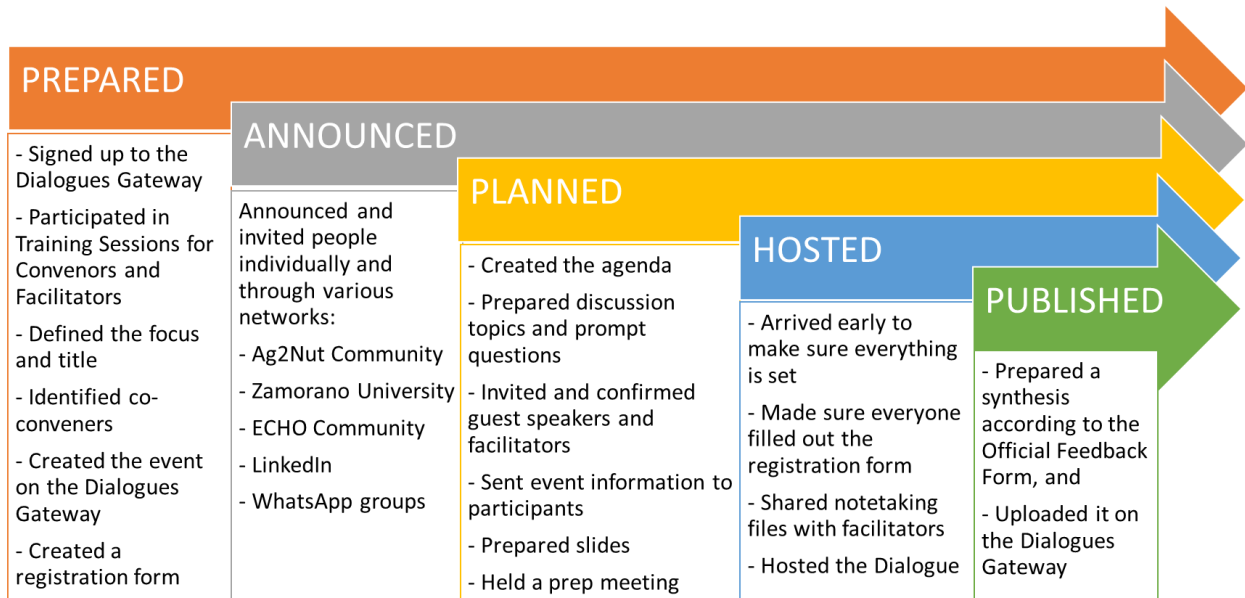 PREPARED
- Signed up to the
Dialogues Gateway
- Participated in
Training Sessions for
Convenors and
Facilitators
- Defined the focus
and title
- Identified co-
conveners
- Created the event
on the Dialogues
Gateway
- Created a
registration form
ANNOUNCED
Announced and
invited people
individually and
through various
networks:
- Ag2Nut Community
- Zamorano University
- ECHO Community
- LinkedIn
- WhatsApp groups
PLANNED
- Created the agenda
- Prepared discussion
topics and prompt
questions
- Invited and confirmed
guest speakers and
facilitators
- Sent event information to
participants
- Prepared slides
- Held a prep meeting
HOSTED
- Arrived early to
make sure everything
is set
- Made sure everyone
filled out the
registration form
- Shared notetaking
files with facilitators
- Hosted the Dialogue
PUBLISHED
- Prepared a
synthesis
according to the
Official Feedback
Form, and
- Uploaded it on
the Dialogues
Gateway